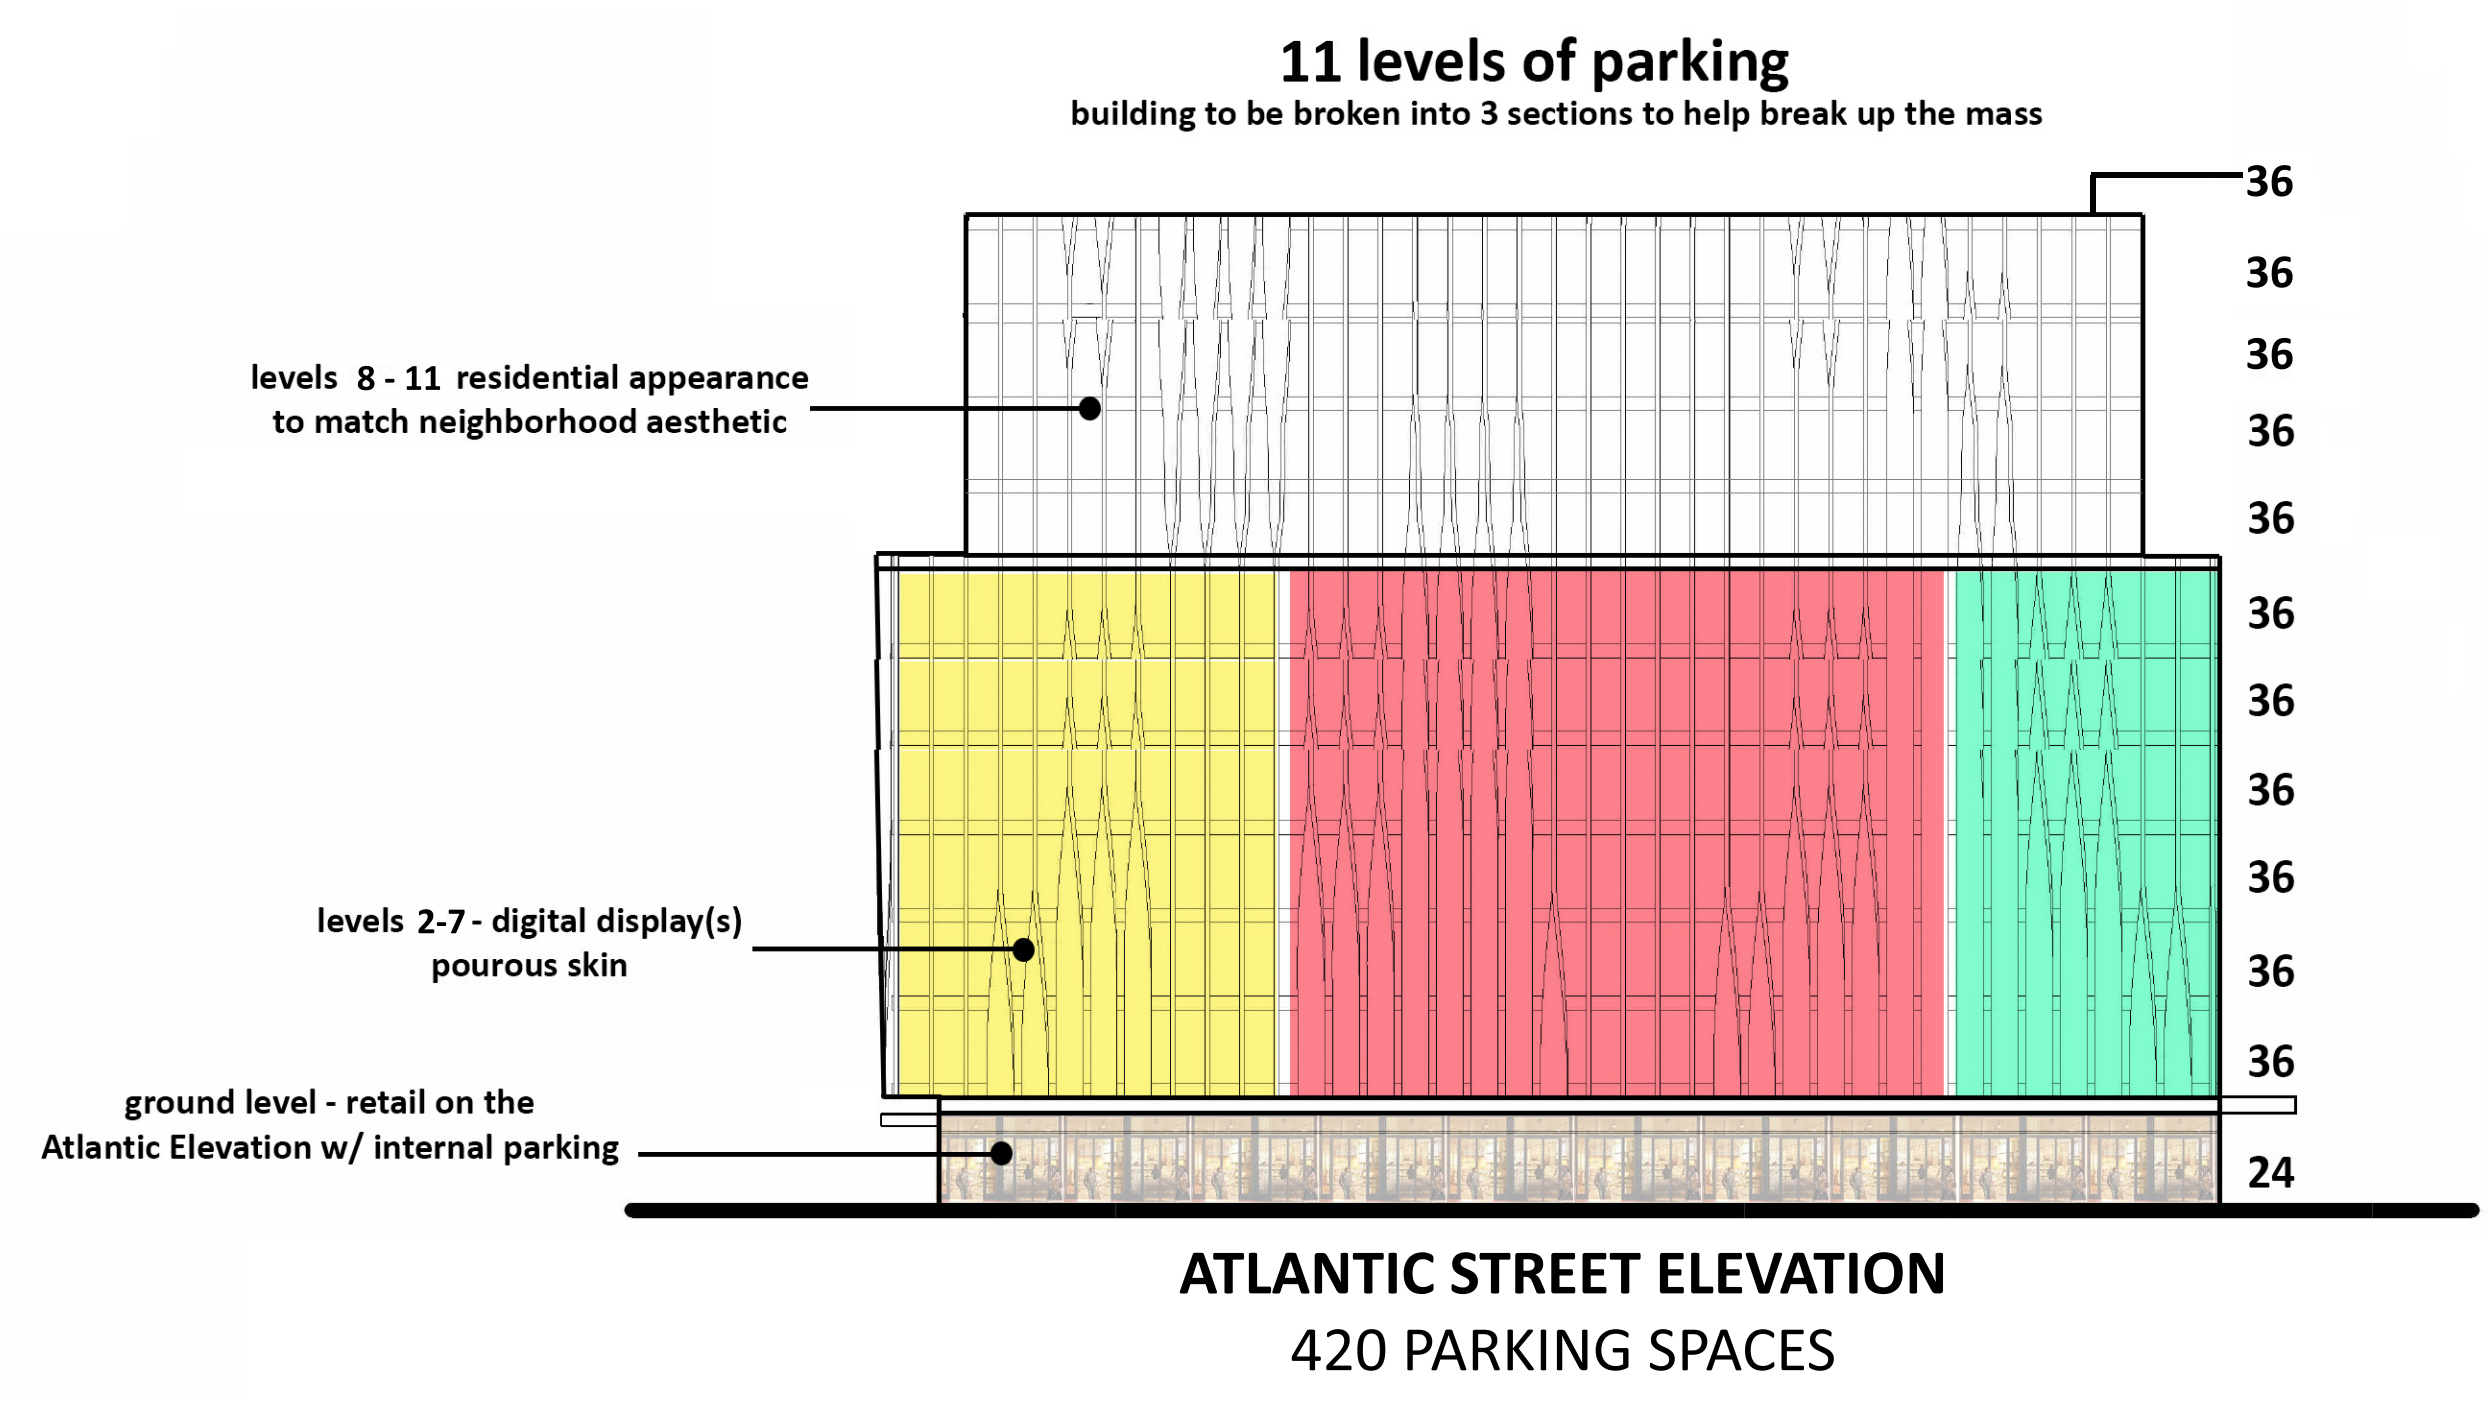 11 levels of parking
building to be broken into 3 sections to help break up the mass
36
36
36
levels 8 - 11 residential appearance
to match neighborhood aesthetic
36
36
36
36
36
36
levels 2-7 - digital display(s)
pourous skin
36
36
ground level - retail on the
Atlantic Elevation w/ internal parking
24
ATLANTIC STREET ELEVATION
420 PARKING SPACES